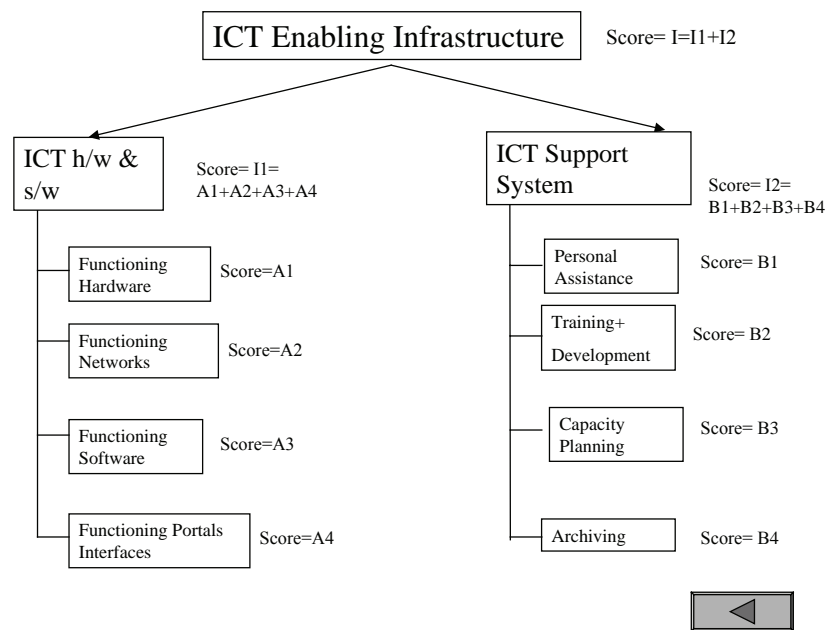 ICT Enabling Infrastructure
Score= I=I1+I2
ICT h/w &
s/w
Score= I1=
A1+A2+A3+A4
Functioning
Hardware
Score=A1
Functioning
Networks
Score=A2
Functioning
Software
Score=A3
Functioning Portals
Interfaces
Score=A4
ICT Support
System
Score= I2=
B1+B2+B3+B4
Personal
Assistance
Score= B1
Training+
Development
Score= B2
Capacity
Planning
Score= B3
Archiving
Score= B4